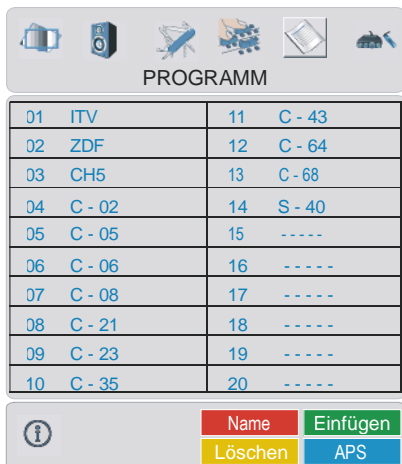 PROGRAMM
01 ITV 11 C - 43
02 ZDF 12 C - 64
03 CH5 13 C - 68
04 C - 02 14 S - 40
05 C - 05 15 - - - - -
06 C - 06 16 - - - - -
07 C - 08 17 - - - - -
08 C - 21 18 - - - - -
09 C - 23 19 - - - - -
10 C - 35 20 - - - - -
Name Einfügen
Löschen APS